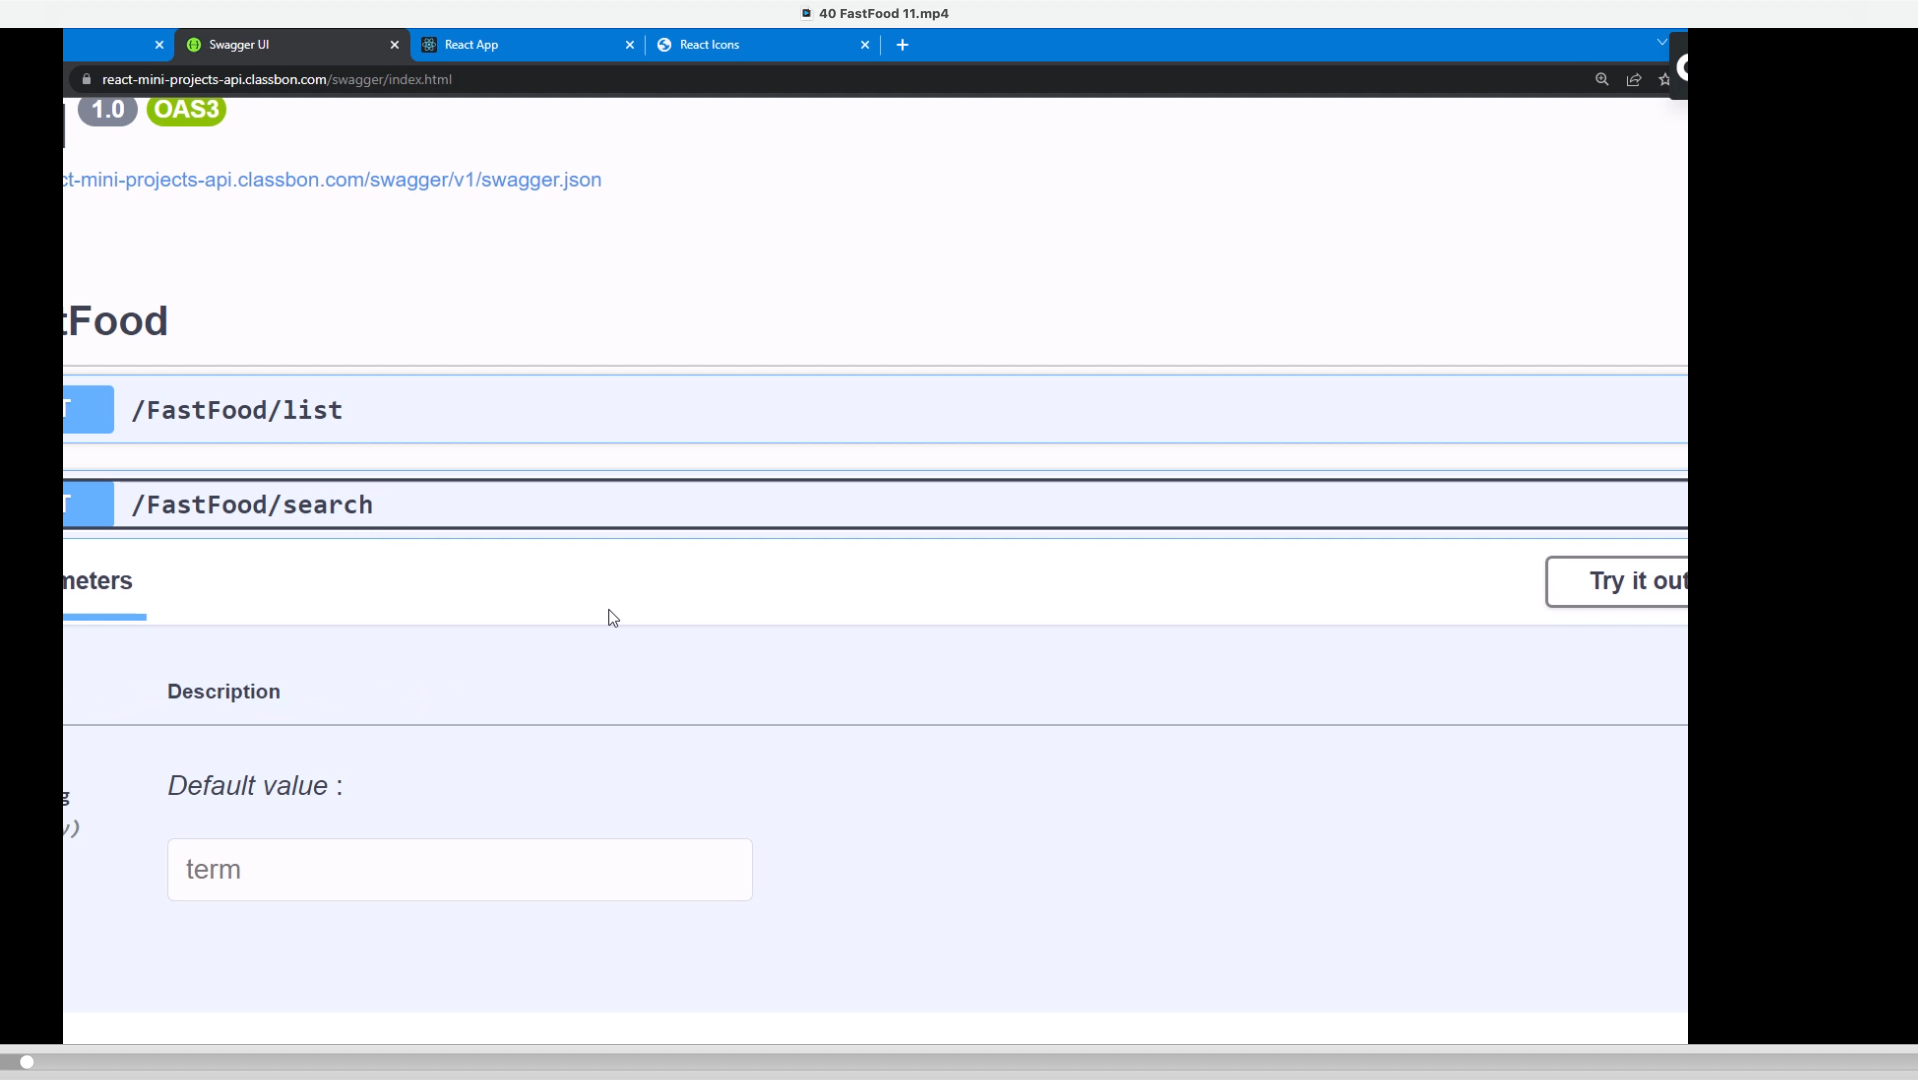 40 FastFood 11.mp4
Swagger UI
React App
React Icons
react-mini-projects-api.classbon.com/swagger/index.html
1.0 OAS3
ct-mini-projects-api.classbon.com/swagger/v1/swagger.json
tFood
T /FastFood/list
T /FastFood/search
meters
Try it out
Description
Default value :
g
term